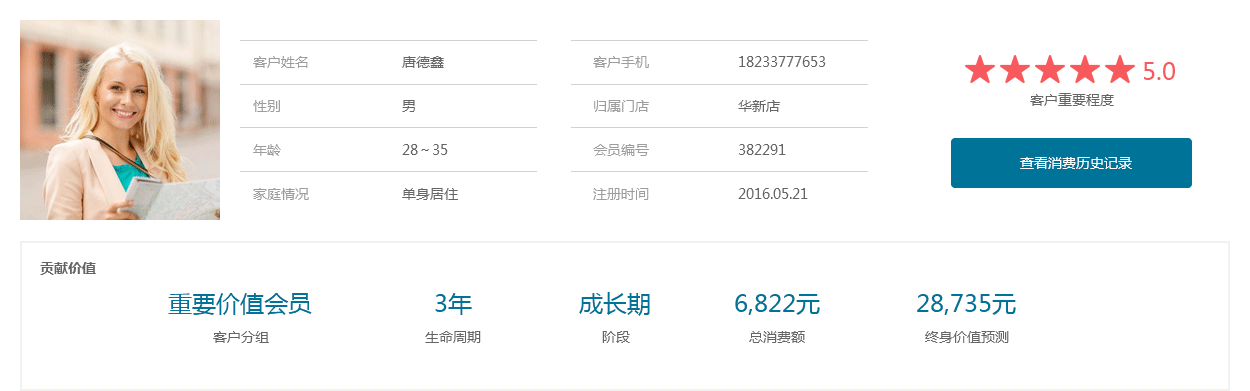 客户姓名 唐德鑫 客户手机 18233777653
5.0
性别 男 归属门店 华新店
客户重要程度
年龄 28～35 会员编号 382291
查看消费历史记录
家庭情况 单身居住 注册时间 2016.05.21
贡献价值
重要价值会员 3年 成长期 6,822元 28,735元
客户分组 生命周期 阶段 总消费额 终身价值预测